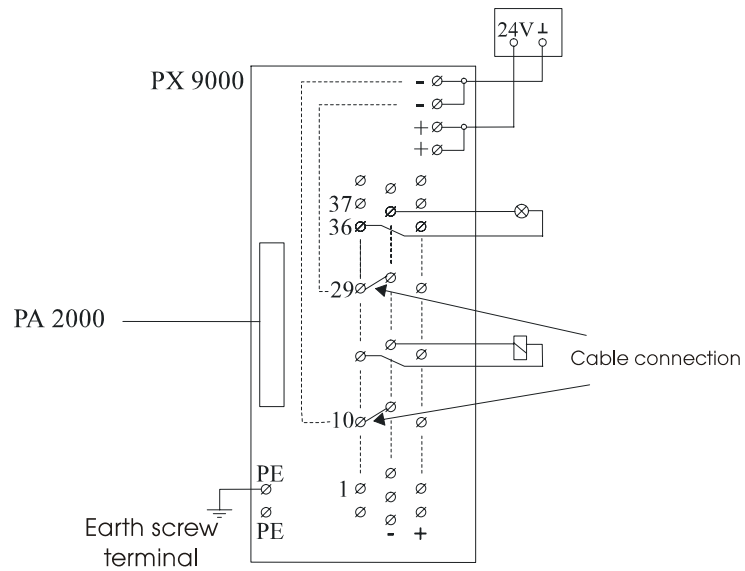 24V ⊥
PX 9000
-
-
+
+
37
36
29
PA 2000
Cable connection
10
PE
1
PE
Earth screw
terminal
- +